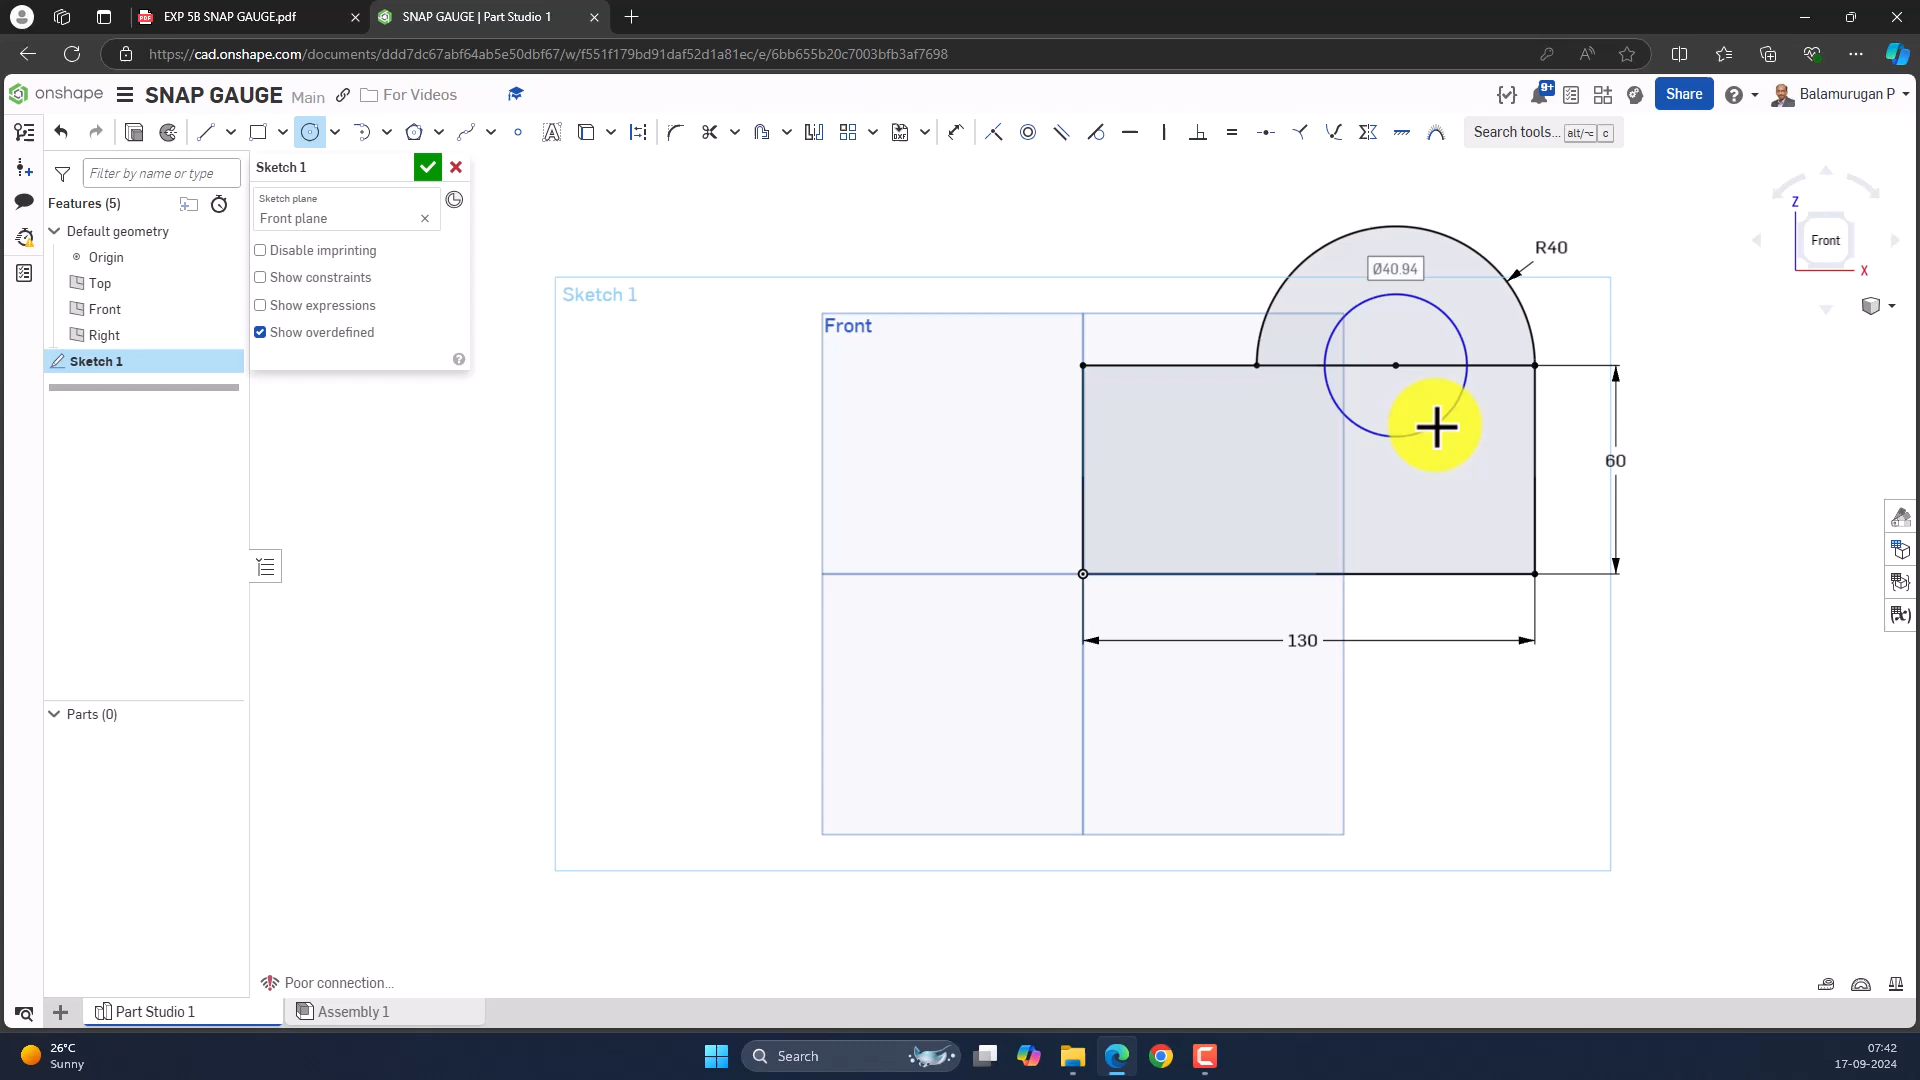 EXP 5B SNAP GAUGE.pdf
SNAP GAUGE | Part Studio 1
https://cad.onshape.com/documents/ddd7dc67abf64ab5e50dbf67/w/f551f179bd91daf52d1a81ec/e/6bb655b20c7003bfb3af7698
onshape
SNAP GAUGE
Main
For Videos
9+
Share
Balamurugan P
Search tools... alt/⌥ c
Filter by name or type
Features (5)
Default geometry
Origin
Top
Front
Right
Sketch 1
Parts (0)
Sketch 1
Sketch plane
Front plane
Disable imprinting
Show constraints
Show expressions
Show overdefined
Sketch 1
Front
Ø40.94
R40
60
130
Z
Front
X
Poor connection...
Part Studio 1
Assembly 1
26°C
Sunny
Search
07:42
17-09-2024